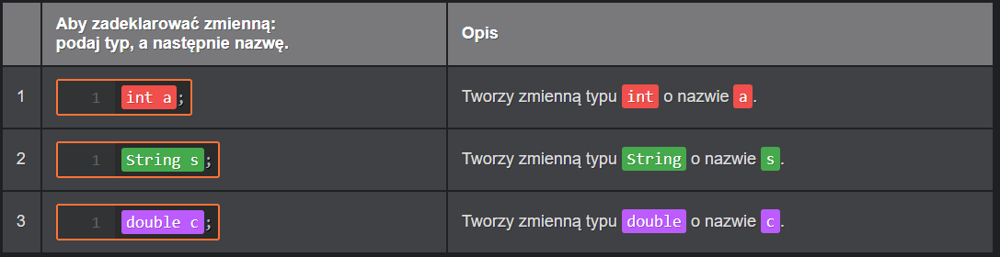 Aby zadeklarować zmienną:
podaj typ, a następnie nazwę.
Opis
1
1 int a;
Tworzy zmienną typu int o nazwie a.
2
1 String s;
Tworzy zmienną typu String o nazwie s.
3
1 double c;
Tworzy zmienną typu double o nazwie c.